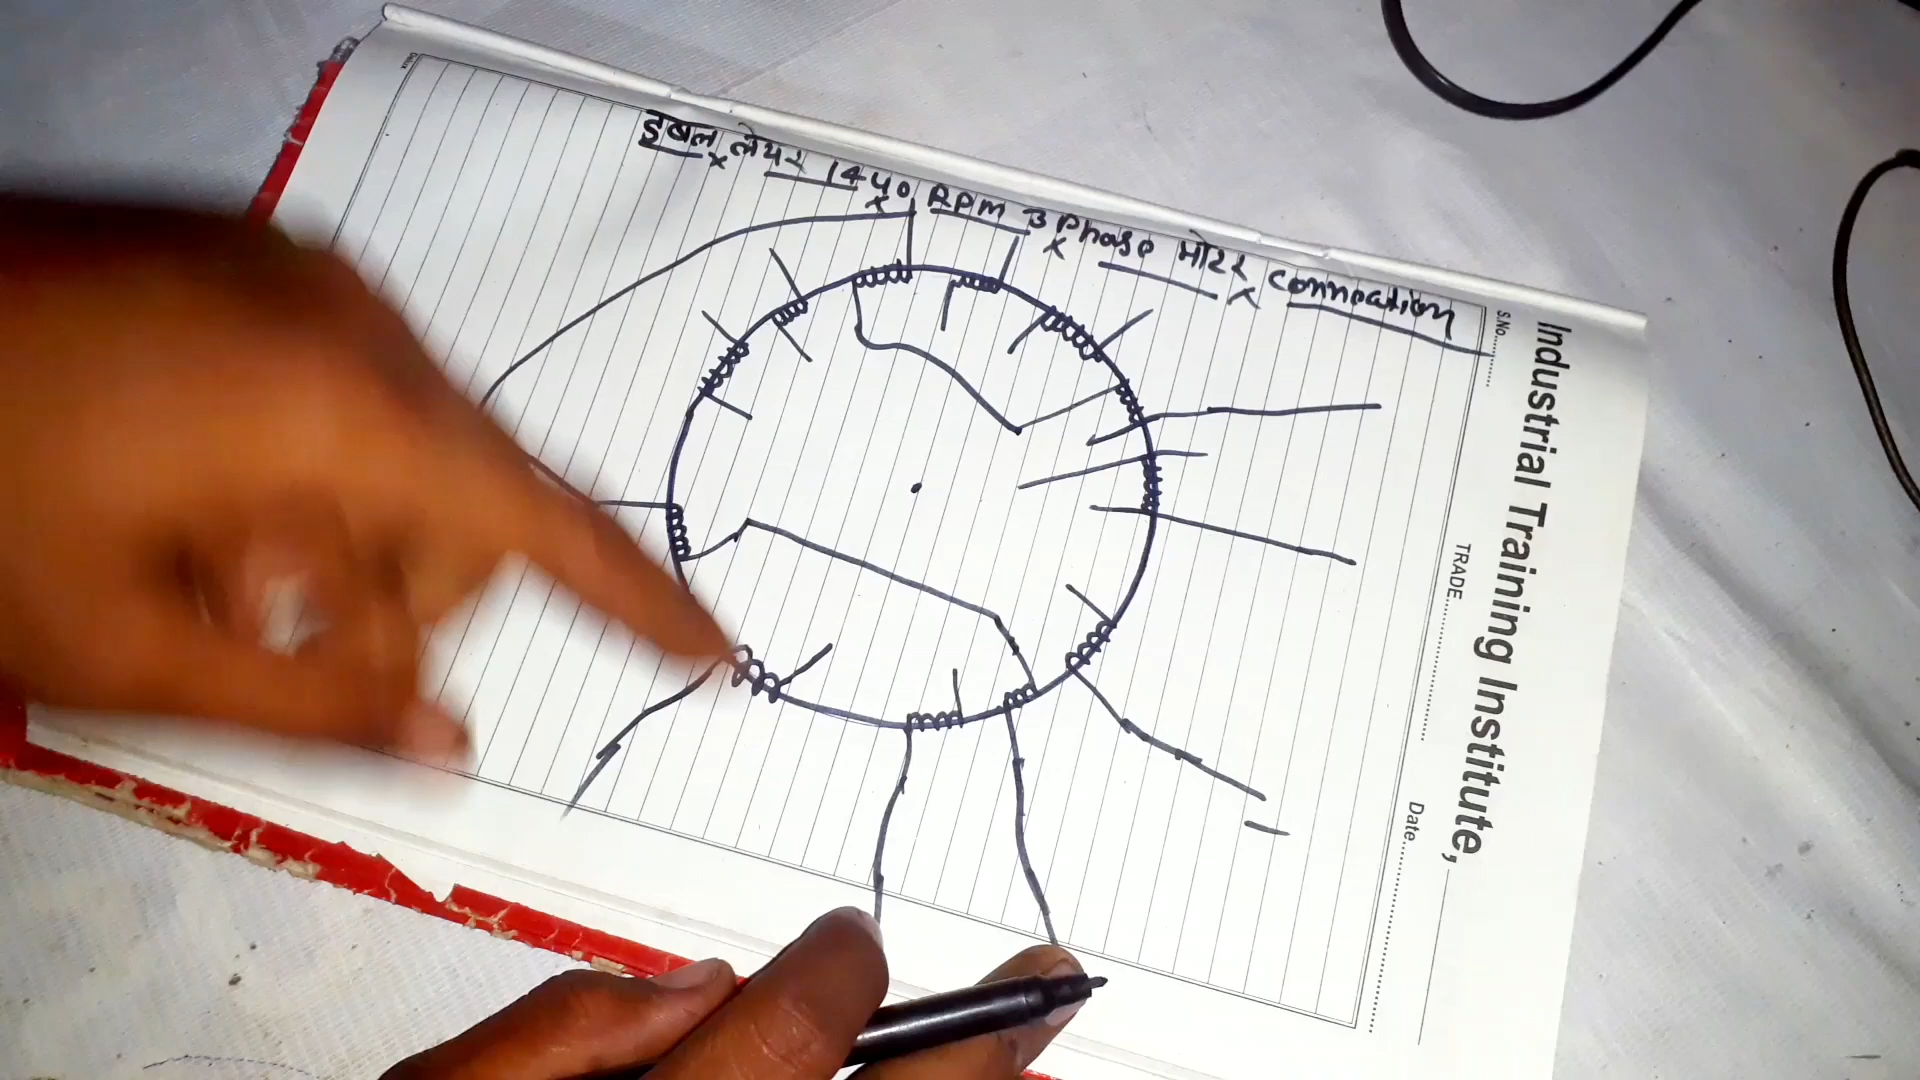 डबल लेयर 1440 RPM 3 Phase मोटर Connection
Industrial Training Institute,
S.No.
TRADE
Date